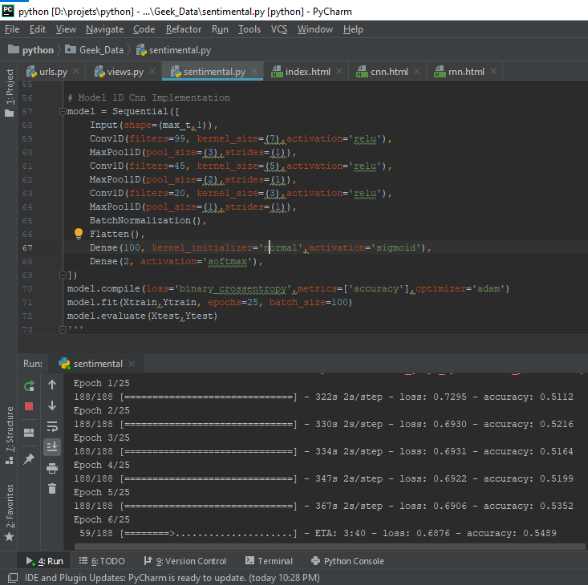 python [D:\projets\python] - ...\Geek_Data\sentimental.py [python] - PyCharm
File Edit View Navigate Code Refactor Run Tools VCS Window Help
python Geek_Data sentimental.py
urls.py views.py sentimental.py index.html cnn.html rnn.html
1: Project
55
56 # Model 1D Cnn Implementation
57 model = Sequential([
58 Input(shape=(max_t,1)),
59 Conv1D(filters=99, kernel_size=(7),activation='relu'),
60 MaxPool1D(pool_size=(3),strides=(1)),
61 Conv1D(filters=45, kernel_size=(5),activation='relu'),
62 MaxPool1D(pool_size=(2),strides=(1)),
63 Conv1D(filters=20, kernel_size=(3),activation='relu'),
64 MaxPool1D(pool_size=(1),strides=(1)),
65 BatchNormalization(),
66 Flatten(),
67 Dense(100, kernel_initializer='normal',activation='sigmoid'),
68 Dense(2, activation='softmax'),
69 ])
70 model.compile(loss='binary_crossentropy',metrics=['accuracy'],optimizer='adam')
71 model.fit(Xtrain,Ytrain, epochs=25, batch_size=100)
72 model.evaluate(Xtest,Ytest)
73 '''
Run: sentimental
Epoch 1/25
188/188 [==============================] - 322s 2s/step - loss: 0.7295 - accuracy: 0.5112
Epoch 2/25
188/188 [==============================] - 330s 2s/step - loss: 0.6930 - accuracy: 0.5216
Epoch 3/25
188/188 [==============================] - 334s 2s/step - loss: 0.6931 - accuracy: 0.5164
Epoch 4/25
188/188 [==============================] - 347s 2s/step - loss: 0.6922 - accuracy: 0.5199
Epoch 5/25
188/188 [==============================] - 367s 2s/step - loss: 0.6906 - accuracy: 0.5352
Epoch 6/25
59/188 [========>.....................] - ETA: 3:40 - loss: 0.6876 - accuracy: 0.5489
7: Structure
2: Favorites
4: Run 6: TODO 9: Version Control Terminal Python Console
IDE and Plugin Updates: PyCharm is ready to update. (today 10:28 PM)